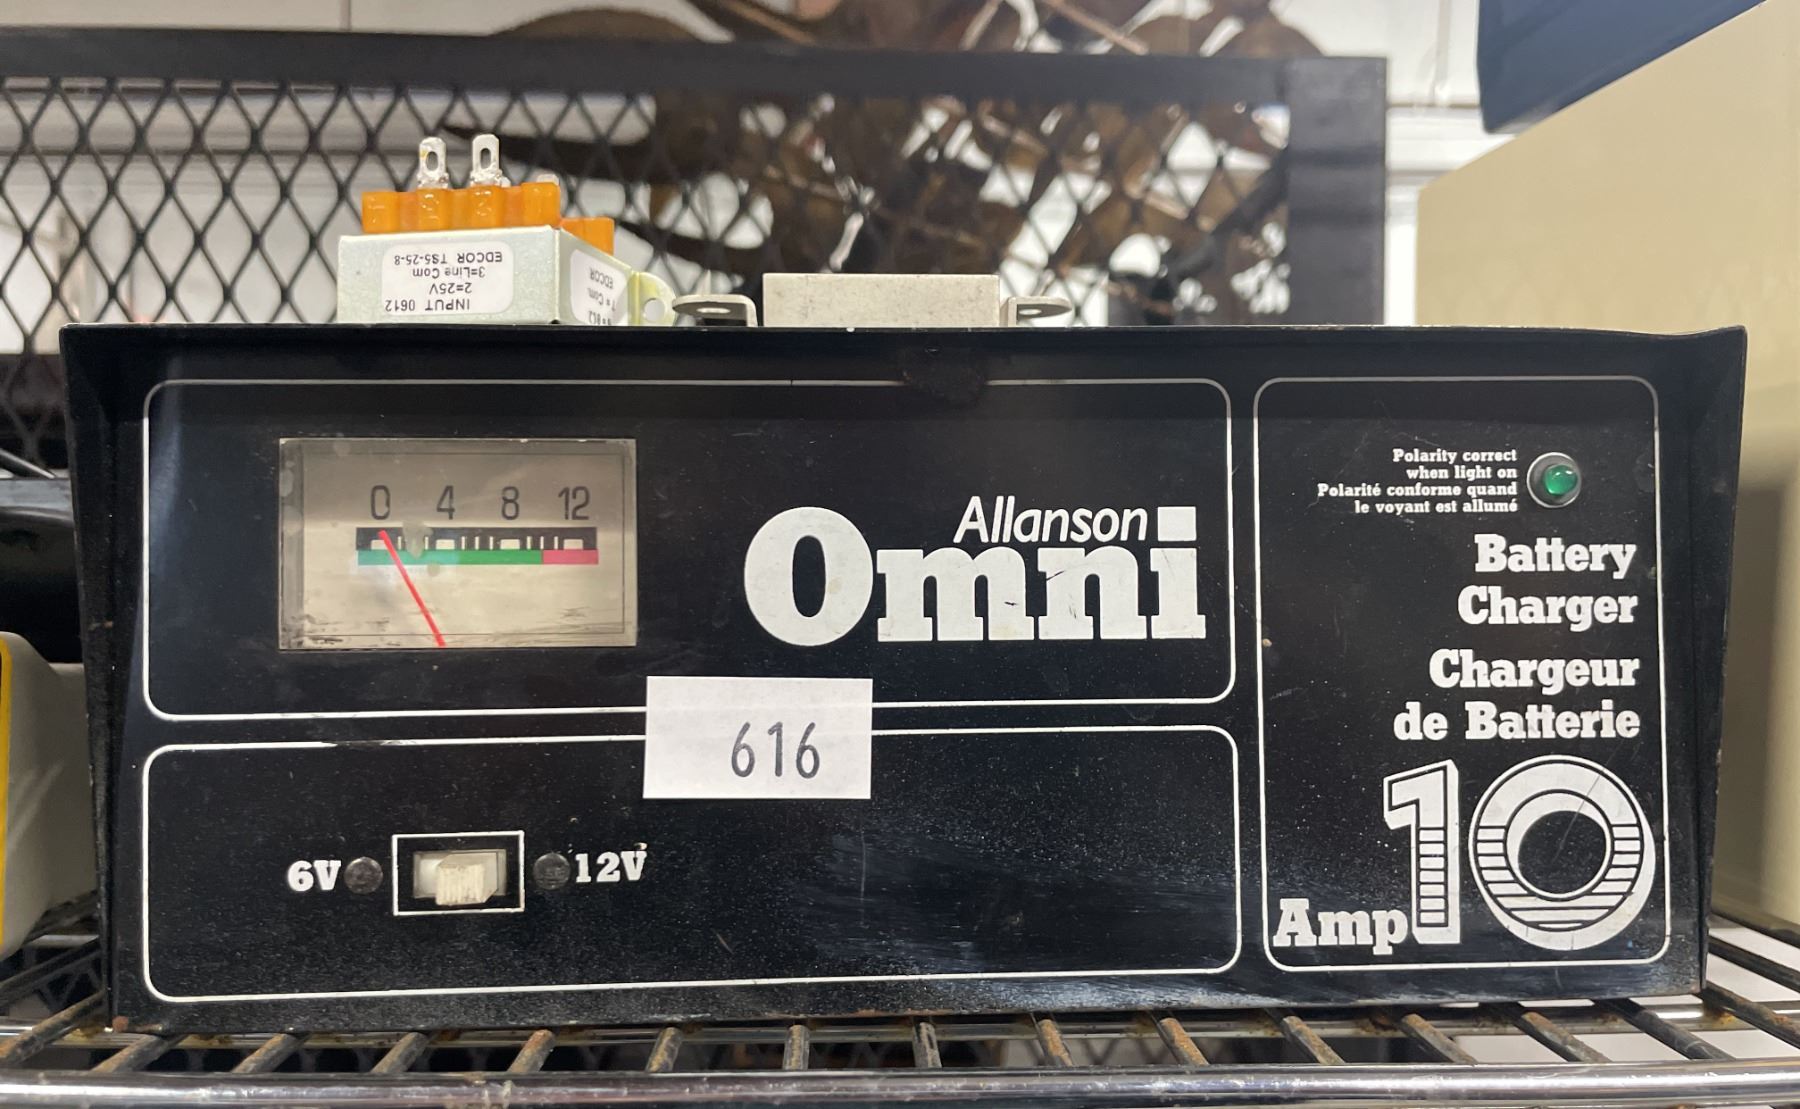 INPUT 0612
2=25V
3=Line Com
EDCOR TS5-25-8
EDCOR
0 4 8 12
Allanson
Omni
616
6V
12V
Polarity correct
when light on
Polarité conforme quand
le voyant est allumé
Battery
Charger
Chargeur
de Batterie
Amp 10